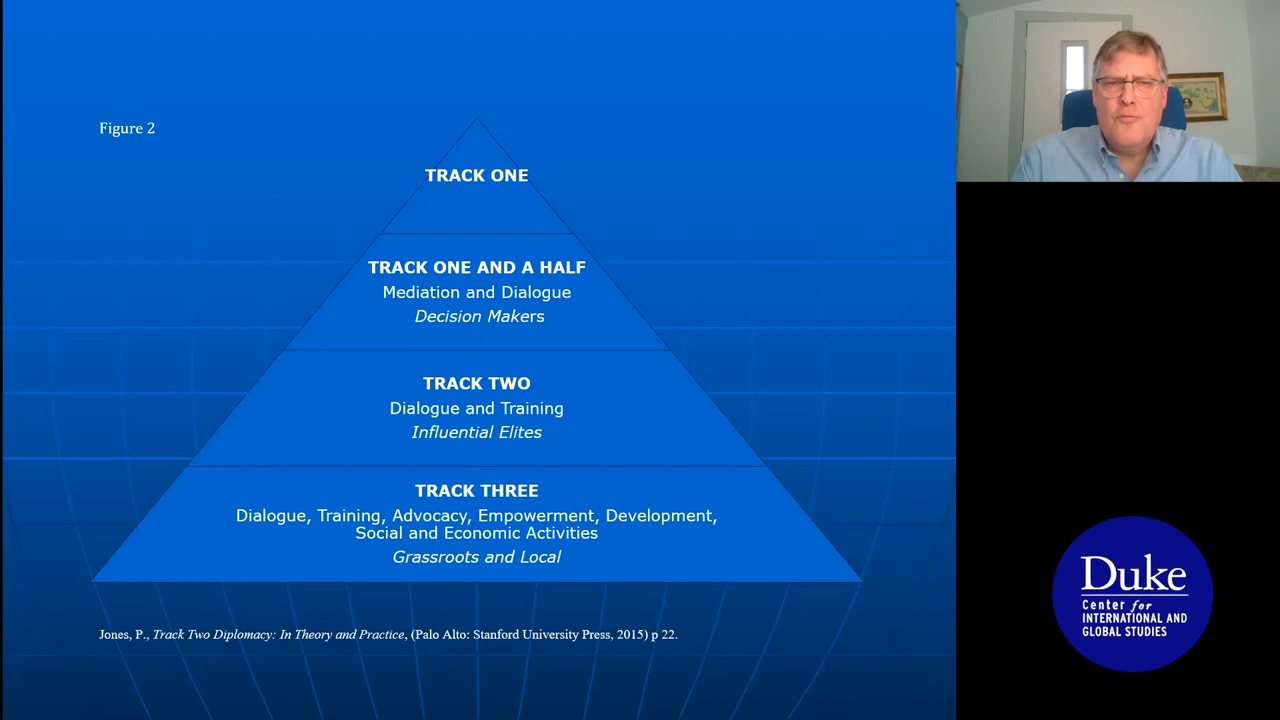 Figure 2
TRACK ONE
TRACK ONE AND A HALF
Mediation and Dialogue
Decision Makers
TRACK TWO
Dialogue and Training
Influential Elites
TRACK THREE
Dialogue, Training, Advocacy, Empowerment, Development,
Social and Economic Activities
Grassroots and Local
Jones, P., Track Two Diplomacy: In Theory and Practice, (Palo Alto: Stanford University Press, 2015) p 22.
Duke
Center for
INTERNATIONAL AND
GLOBAL STUDIES